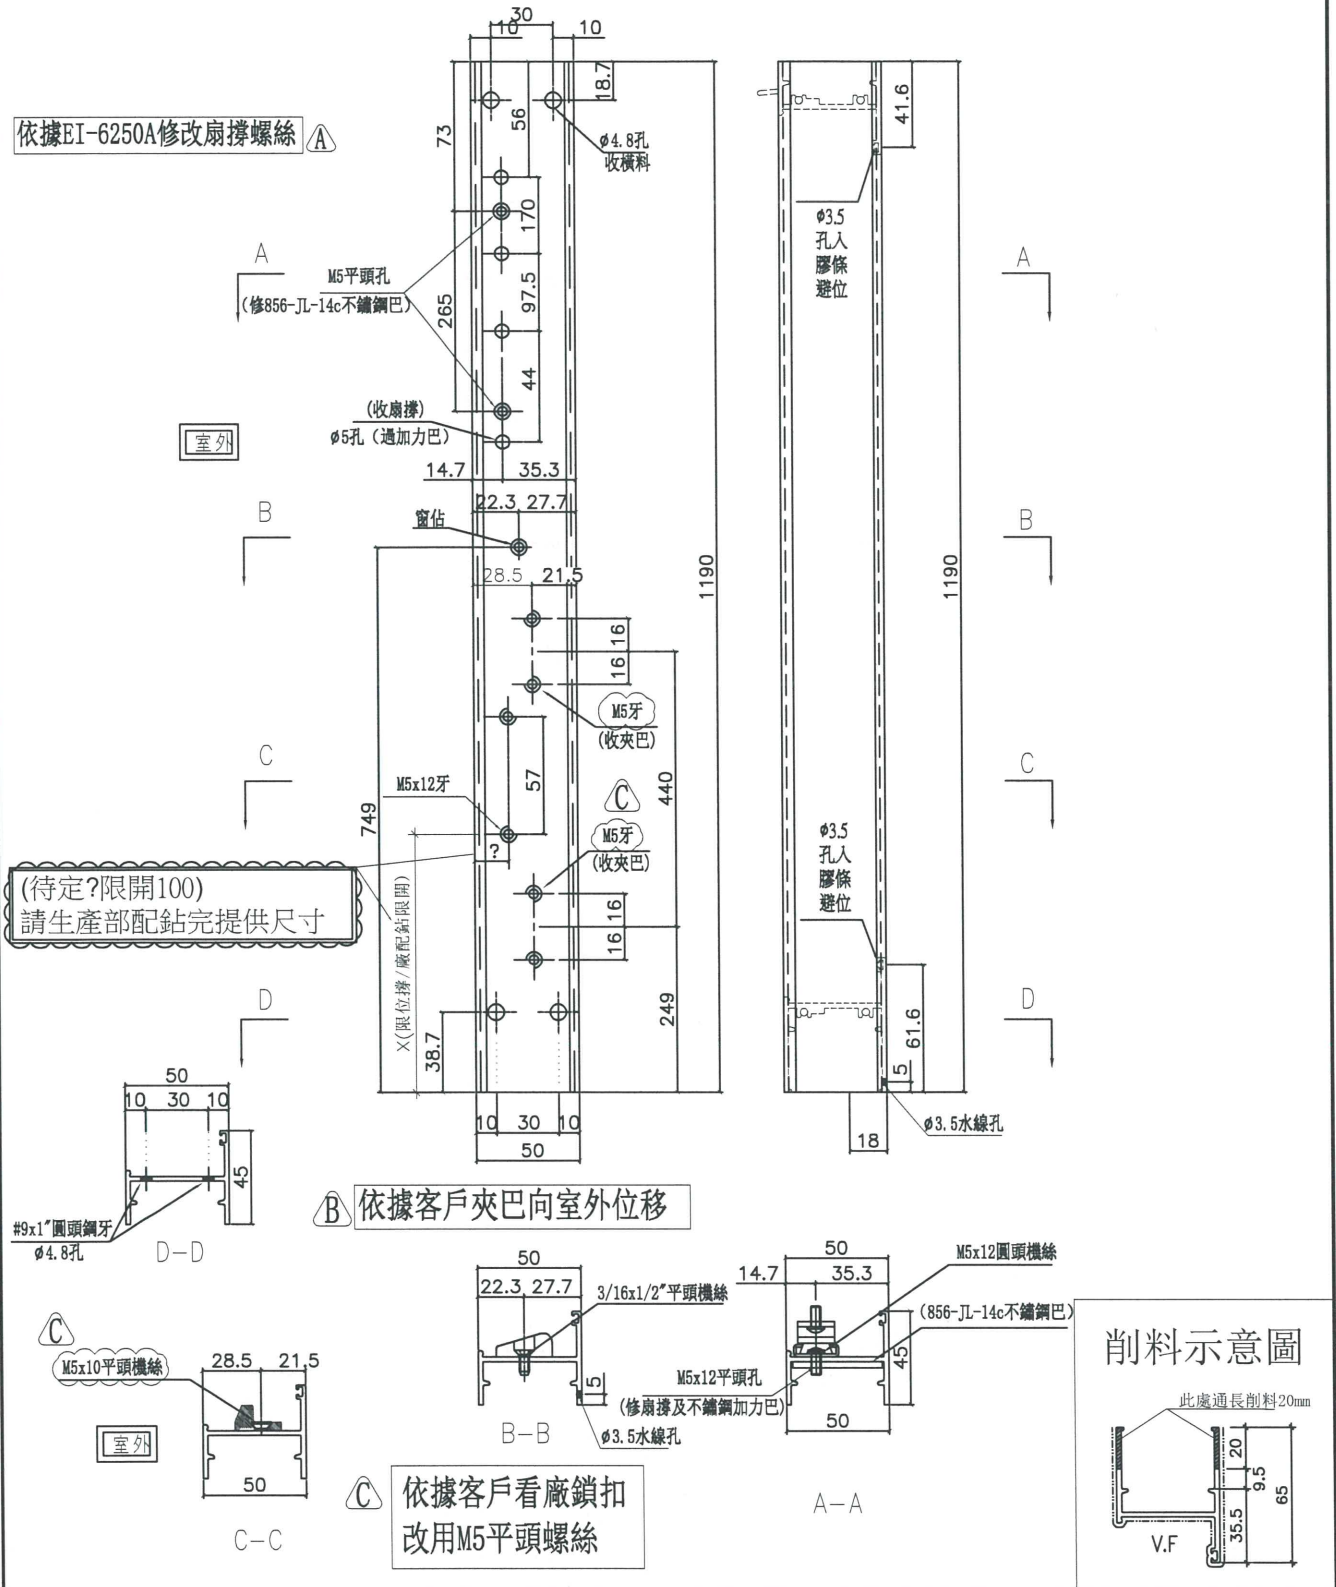 30
10
10
18.7
56
73
41.6
依據EI-6250A修改扇撐螺絲
A
ø4.8孔
收橫料
170
ø3.5
孔入
膠條
避位
A
A
M5平頭孔
(修856-JL-14c不鏽鋼巴)
265
97.5
44
(收扇撐)
ø5孔(過加力巴)
室外
14.7
35.3
22.3
27.7
B
B
窗佔
28.5
21.5
1190
1190
16
16
M5牙
(收夾巴)
C
C
M5x12牙
57
440
749
C
M5牙
(收夾巴)
?
ø3.5
孔入
膠條
避位
(待定?限開100)
請生產部配鉆完提供尺寸
X(限位撐/廠配鉆限開)
16
16
D
D
249
38.7
61.6
5
50
10
30
10
45
10
30
10
50
18
ø3.5水線孔
#9x1"圓頭鋼牙
ø4.8孔
D-D
B
依據客戶夾巴向室外位移
50
22.3
27.7
3/16x1/2"平頭機絲
5
ø3.5水線孔
B-B
50
14.7
35.3
M5x12圓頭機絲
(856-JL-14c不鏽鋼巴)
45
M5x12平頭孔
(修扇撐及不鏽鋼加力巴)
50
A-A
C
M5x10平頭機絲
28.5
21.5
室外
50
C-C
C
依據客戶看廠鎖扣
改用M5平頭螺絲
削料示意圖
此處通長削料20mm
20
9.5
35.5
65
V.F